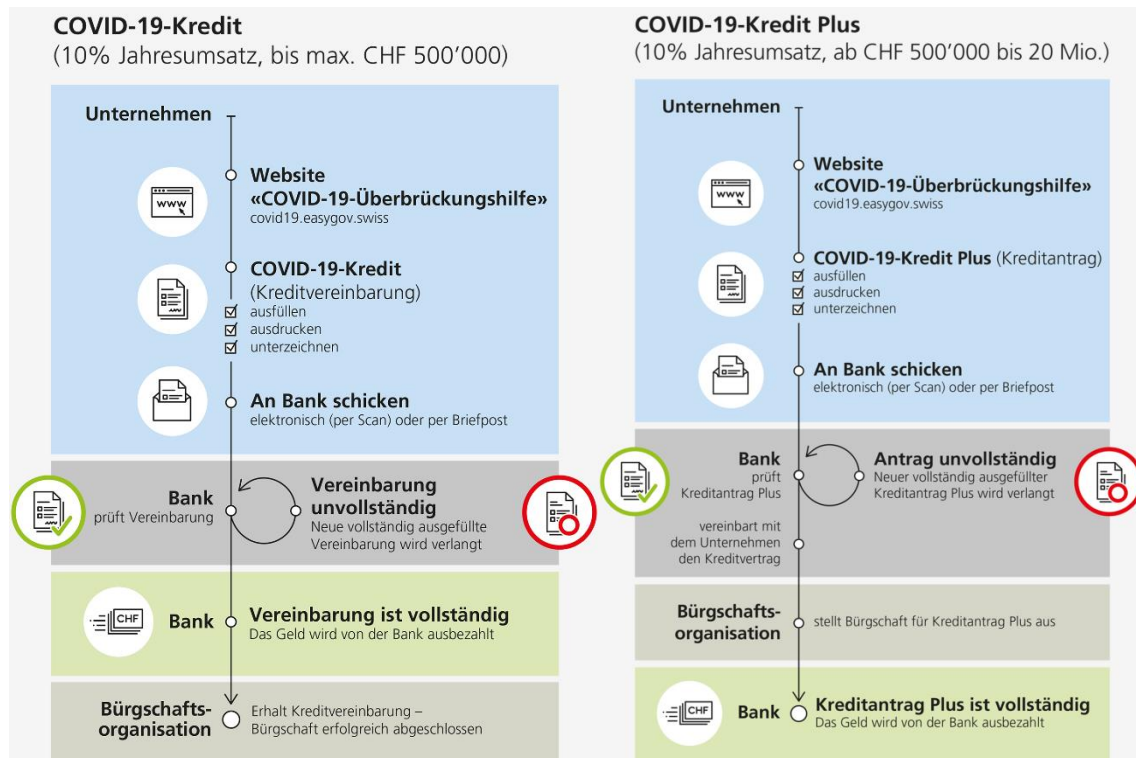 COVID-19-Kredit
(10% Jahresumsatz, bis max. CHF 500’000)
Unternehmen
www
Website
«COVID-19-Überbrückungshilfe»
covid19.easygov.swiss
COVID-19-Kredit
(Kreditvereinbarung)
ausfüllen
ausdrucken
unterzeichnen
An Bank schicken
elektronisch (per Scan) oder per Briefpost
Bank
prüft Vereinbarung
Vereinbarung
unvollständig
Neue vollständig ausgefüllte
Vereinbarung wird verlangt
CHF
Bank
Vereinbarung ist vollständig
Das Geld wird von der Bank ausbezahlt
Bürgschafts-
organisation
Erhalt Kreditvereinbarung –
Bürgschaft erfolgreich abgeschlossen
COVID-19-Kredit Plus
(10% Jahresumsatz, ab CHF 500’000 bis 20 Mio.)
Unternehmen
www
Website
«COVID-19-Überbrückungshilfe»
covid19.easygov.swiss
COVID-19-Kredit Plus (Kreditantrag)
ausfüllen
ausdrucken
unterzeichnen
An Bank schicken
elektronisch (per Scan) oder per Briefpost
Bank
prüft
Kreditantrag Plus
Antrag unvollständig
Neuer vollständig ausgefüllter
Kreditantrag Plus wird verlangt
vereinbart mit
dem Unternehmen
den Kreditvertrag
Bürgschafts-
organisation
stellt Bürgschaft für Kreditantrag Plus aus
CHF
Bank
Kreditantrag Plus ist vollständig
Das Geld wird von der Bank ausbezahlt